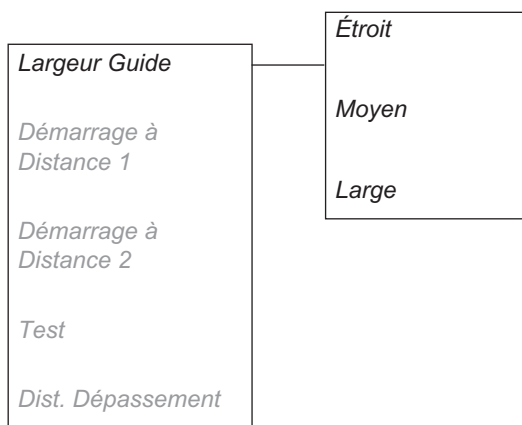 Largeur Guide
Démarrage à
Distance 1
Démarrage à
Distance 2
Test
Dist. Dépassement
Étroit
Moyen
Large